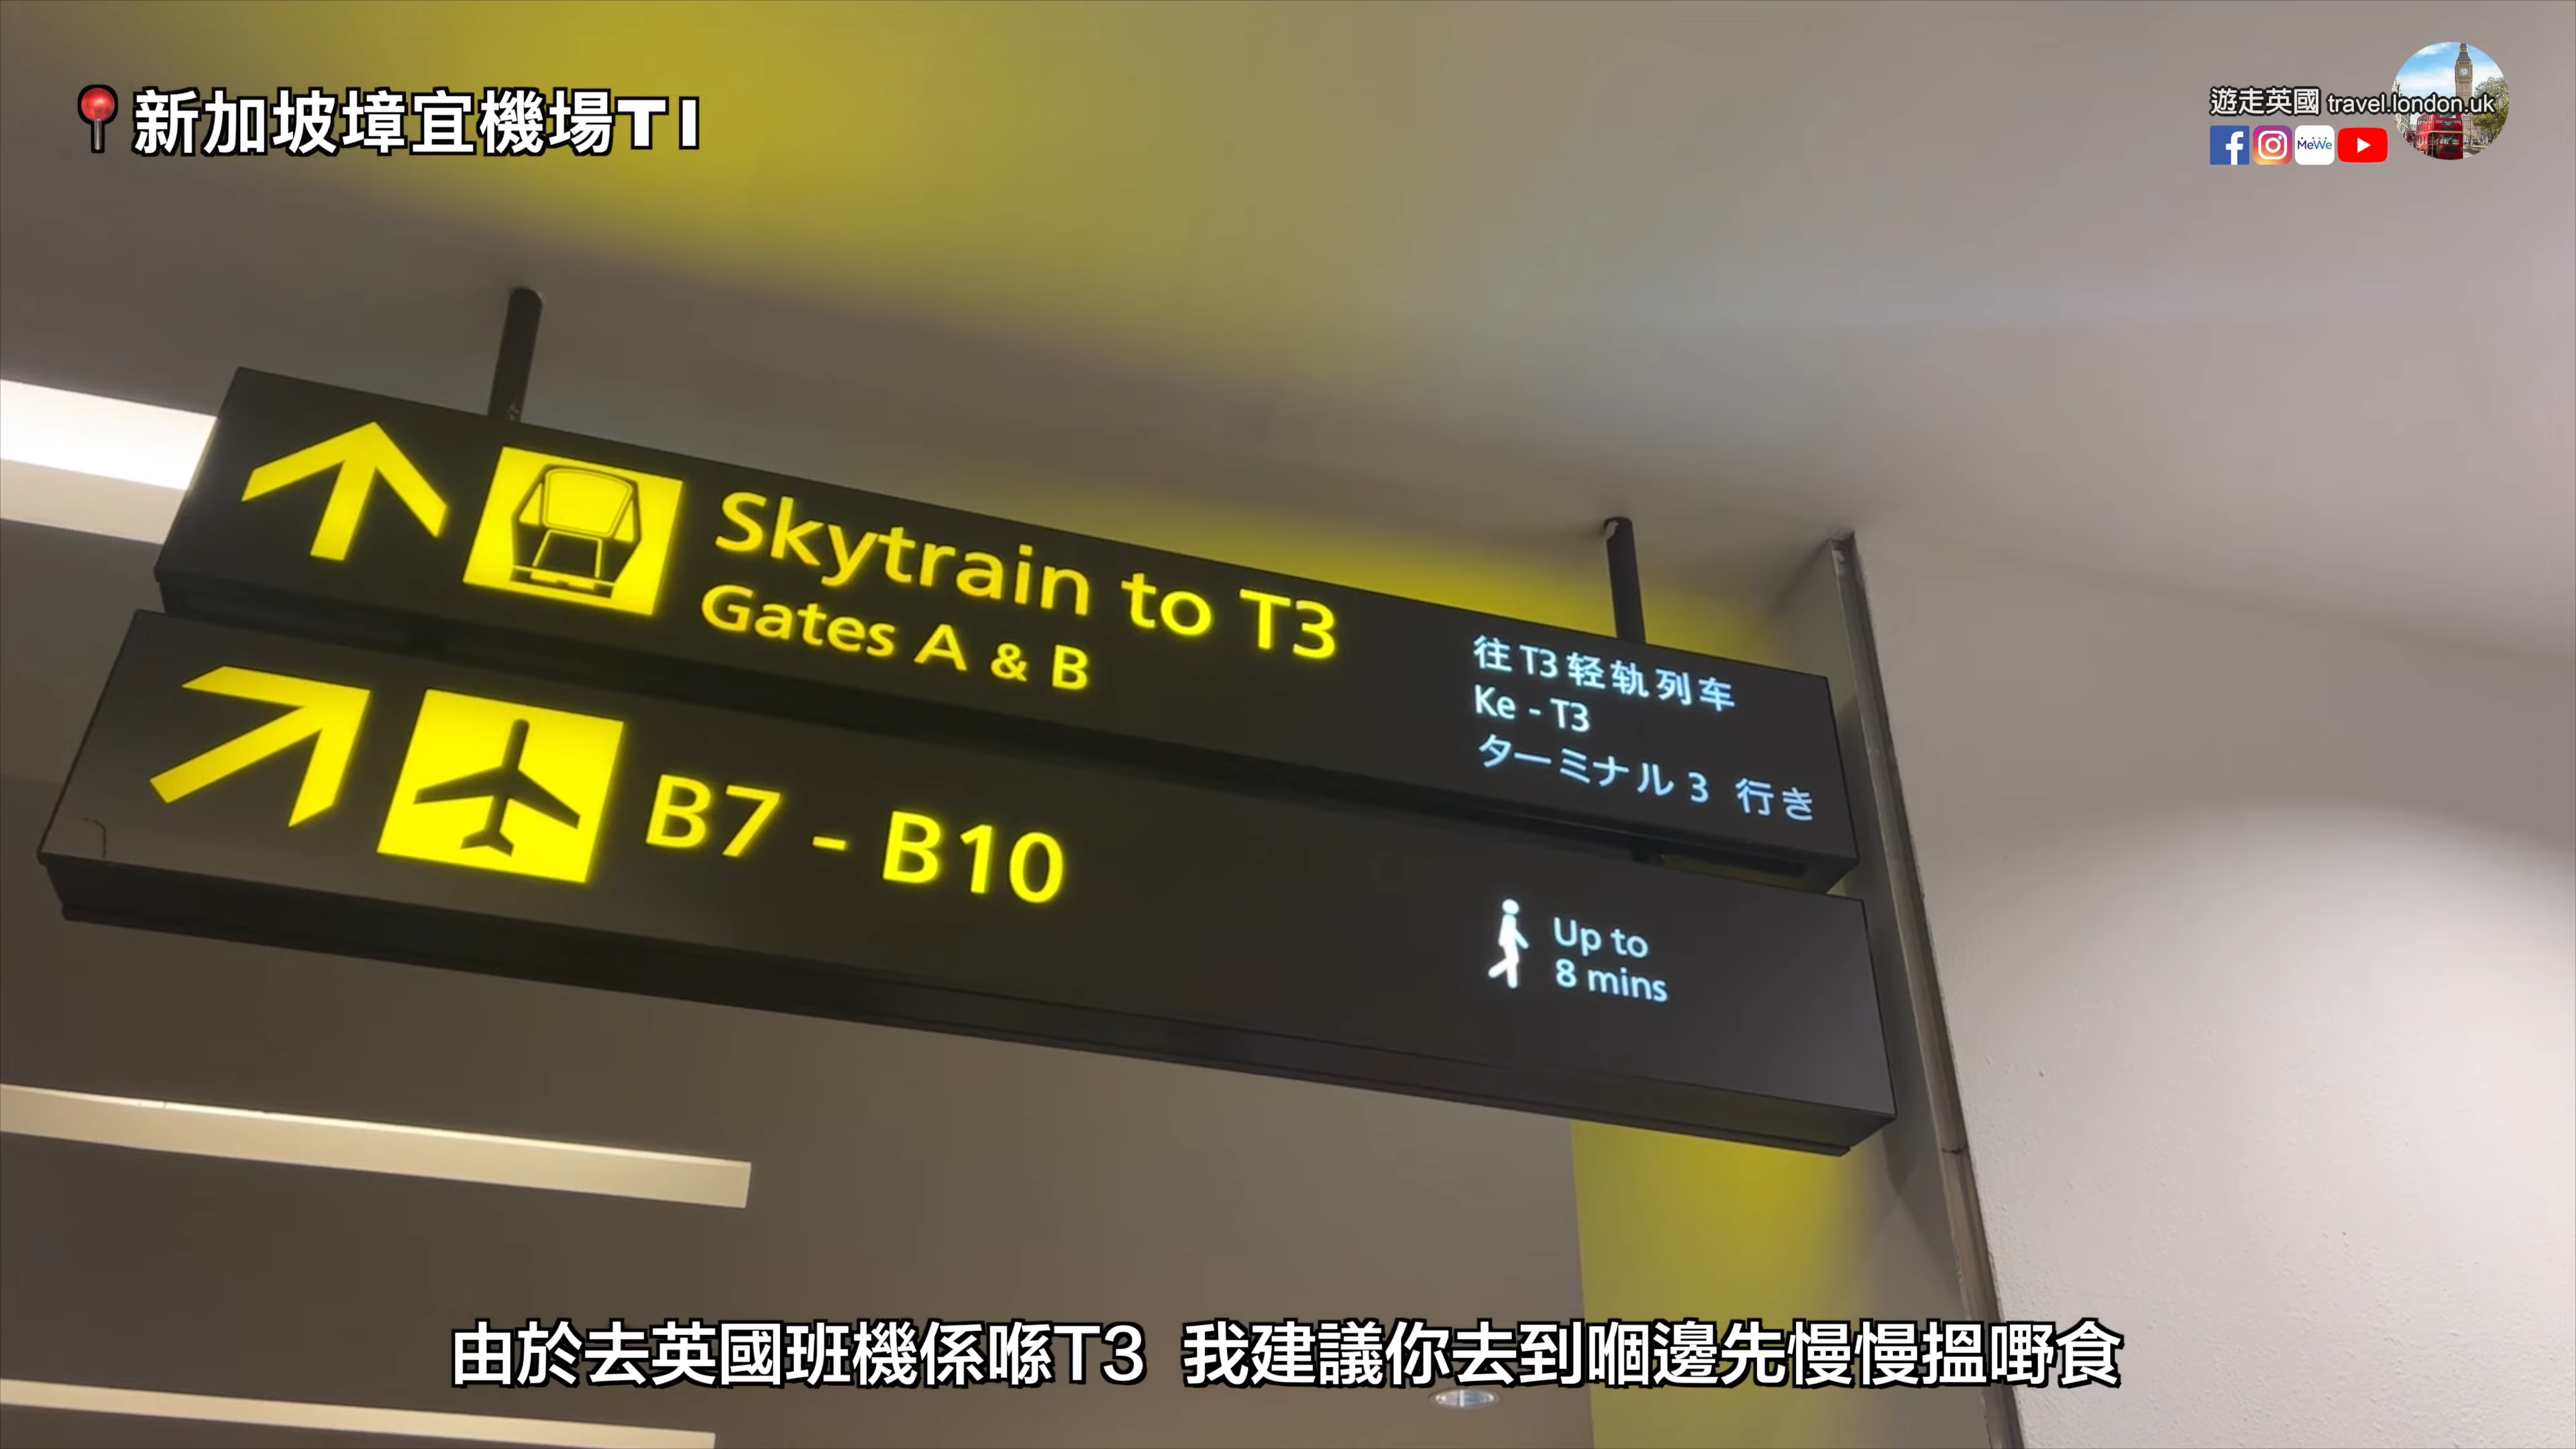 新加坡墇宜機場T1
遊走英國 travel.london.uk
MeWe
Skytrain to T3
Gates A & B
往T3轻轨列车
Ke - T3
ターミナル 3 行き
B7 - B10
Up to
8 mins
由於去英國班機係喺T3 我建議你去到嗰邊先慢慢搵嘢食